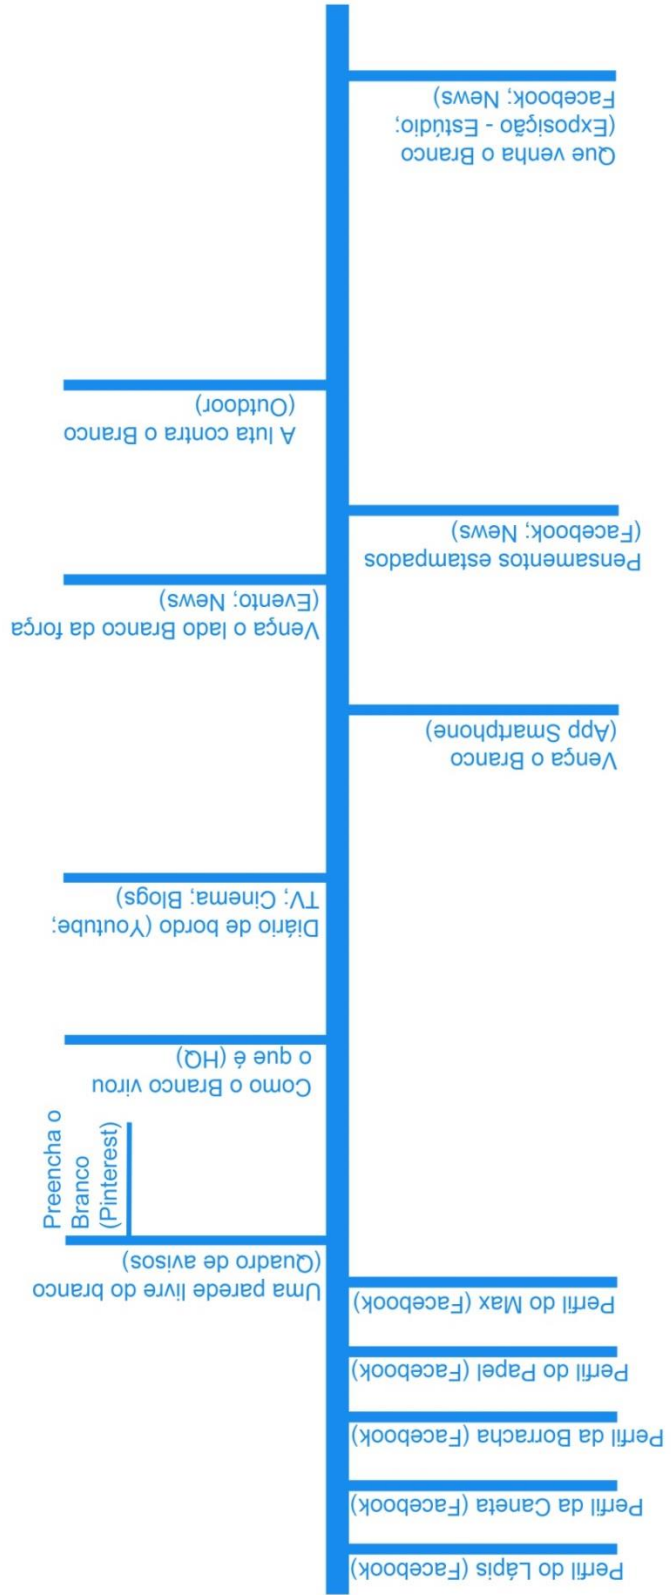 Perfil do Lápis (Facebook)
Perfil da Caneta (Facebook)
Perfil da Borracha (Facebook)
Perfil do Papel (Facebook)
Perfil do Max (Facebook)
Uma parede livre do branco
(Quadro de avisos)
Preencha o
Branco
(Pinterest)
Como o Branco virou
o que é (HQ)
Diário de bordo (Youtube;
TV; Cinema; Blogs)
Vença o Branco
(App Smartphone)
Vença o lado Branco da força
(Evento; News)
Pensamentos estampados
(Facebook; News)
A luta contra o Branco
(Outdoor)
Que venha o Branco
(Exposição - Estúdio;
Facebook; News)